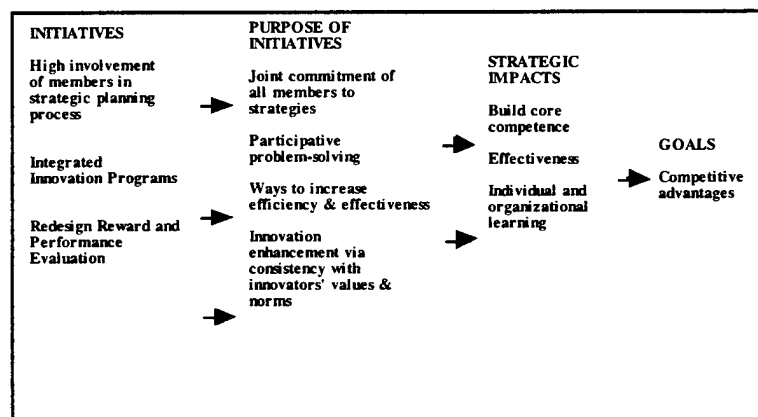 INITIATIVES
High involvement
of members in
strategic planning
process
Integrated
Innovation Programs
Redesign Reward and
Performance
Evaluation
PURPOSE OF
INITIATIVES
Joint commitment of
all members to
strategies
Participative
problem-solving
Ways to increase
efficiency & effectiveness
Innovation
enhancement via
consistency with
innovators' values &
norms
STRATEGIC
IMPACTS
Build core
competence
Effectiveness
Individual and
organizational
learning
GOALS
Competitive
advantages